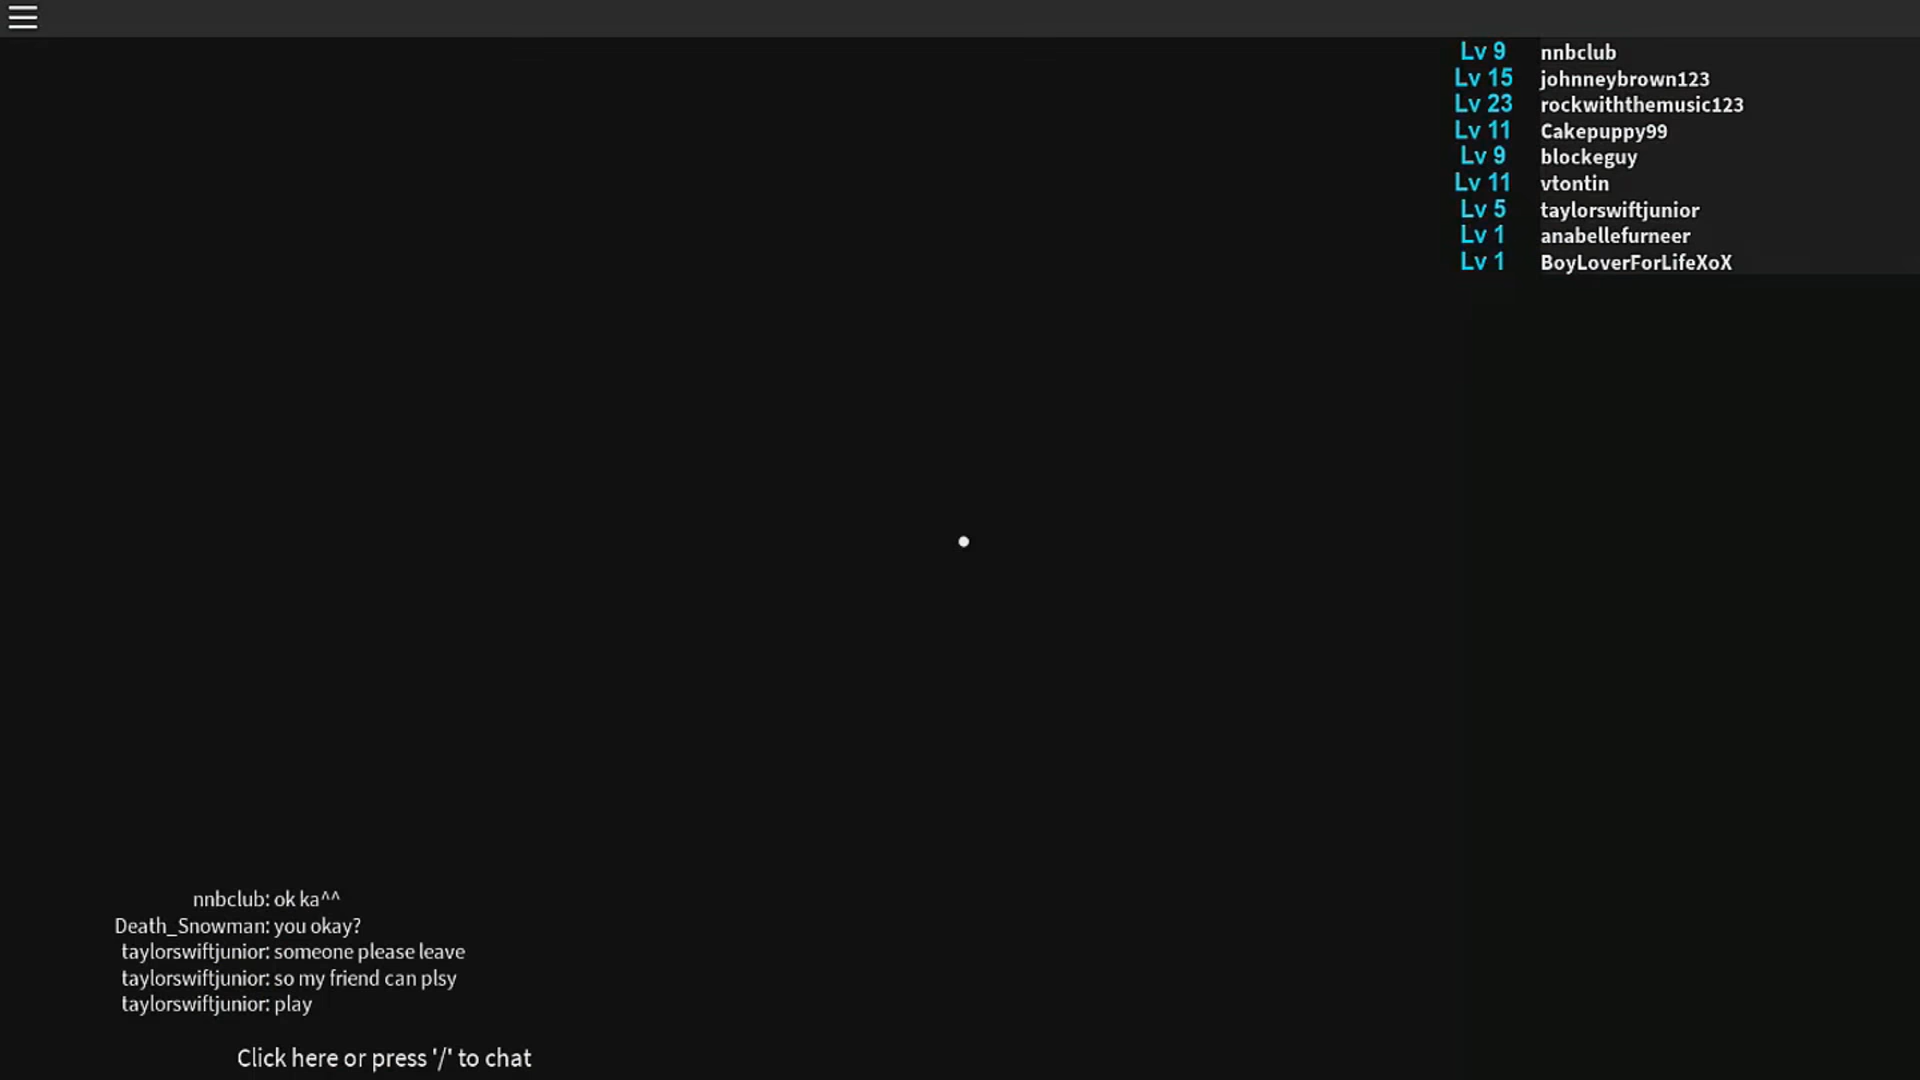 Lv 9 nnbclub
Lv 15 johnneybrown123
Lv 23 rockwiththemusic123
Lv 11 Cakepuppy99
Lv 9 blockeguy
Lv 11 vtontin
Lv 5 taylorswiftjunior
Lv 1 anabellefurneer
Lv 1 BoyLoverForLifeXoX
nnbclub: ok ka^^
Death_Snowman: you okay?
taylorswiftjunior: someone please leave
taylorswiftjunior: so my friend can plsy
taylorswiftjunior: play
Click here or press '/' to chat